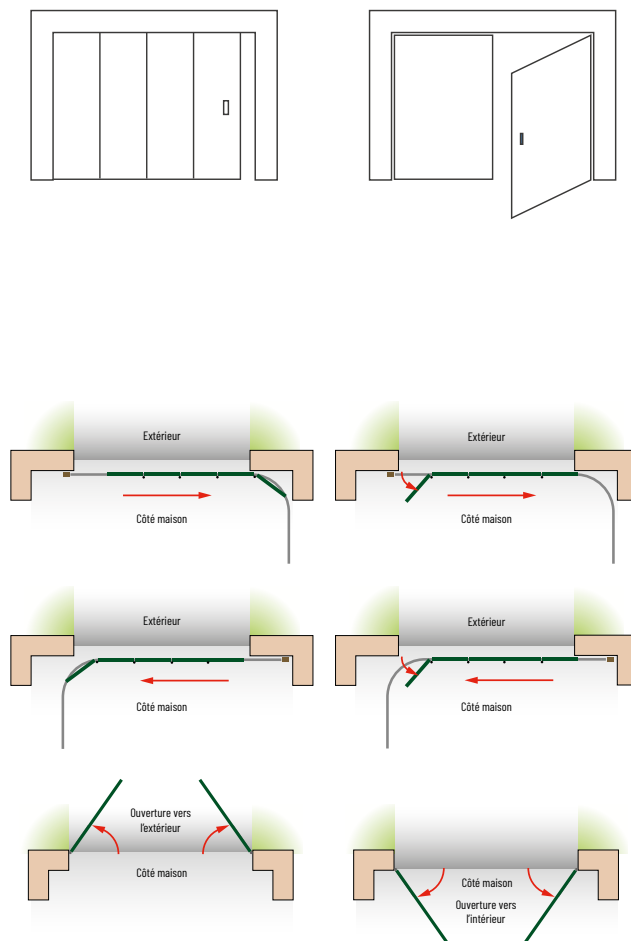 Extérieur
Côté maison
Extérieur
Côté maison
Extérieur
Côté maison
Extérieur
Côté maison
Ouverture vers
l'extérieur
Côté maison
Côté maison
Ouverture vers
l'intérieur